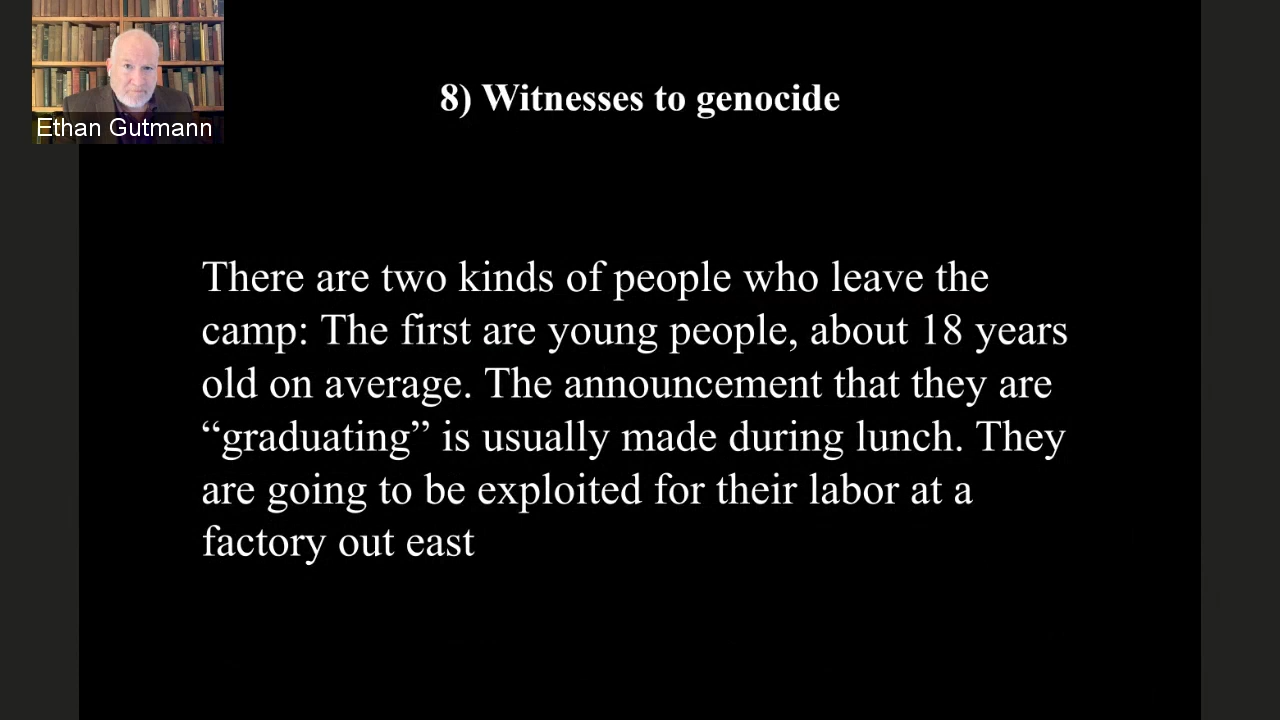 Ethan Gutmann
8) Witnesses to genocide
There are two kinds of people who leave the
camp: The first are young people, about 18 years
old on average. The announcement that they are
“graduating” is usually made during lunch. They
are going to be exploited for their labor at a
factory out east